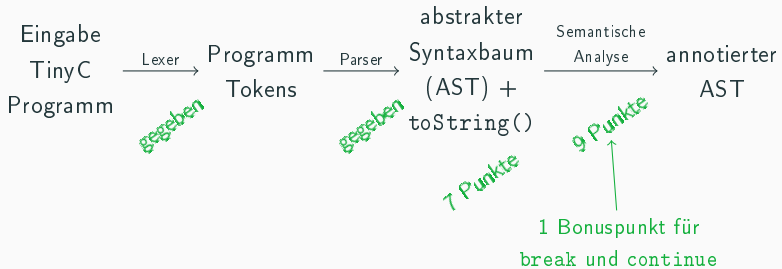 Eingabe
TinyC
Programm
Lexer
gegeben
Programm
Tokens
Parser
gegeben
abstrakter
Syntaxbaum
(AST) +
toString()
7 Punkte
Semantische
Analyse
9 Punkte
annotierter
AST
1 Bonuspunkt für
break und continue